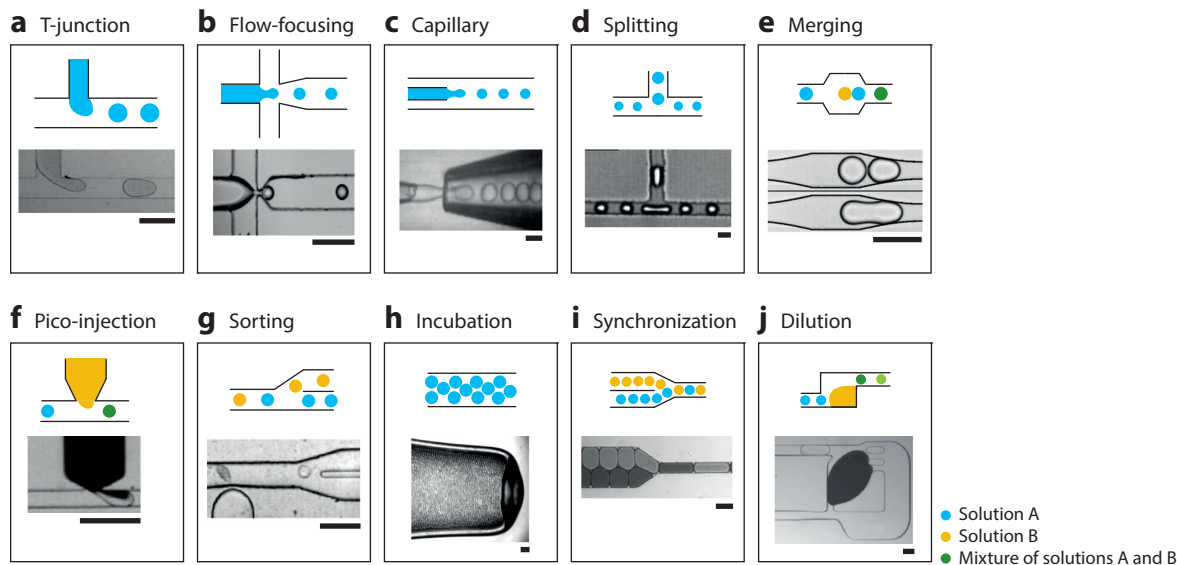 a T-junction
b Flow-focusing
c Capillary
d Splitting
e Merging
f Pico-injection
g Sorting
h Incubation
i Synchronization
j Dilution
Solution A
Solution B
Mixture of solutions A and B